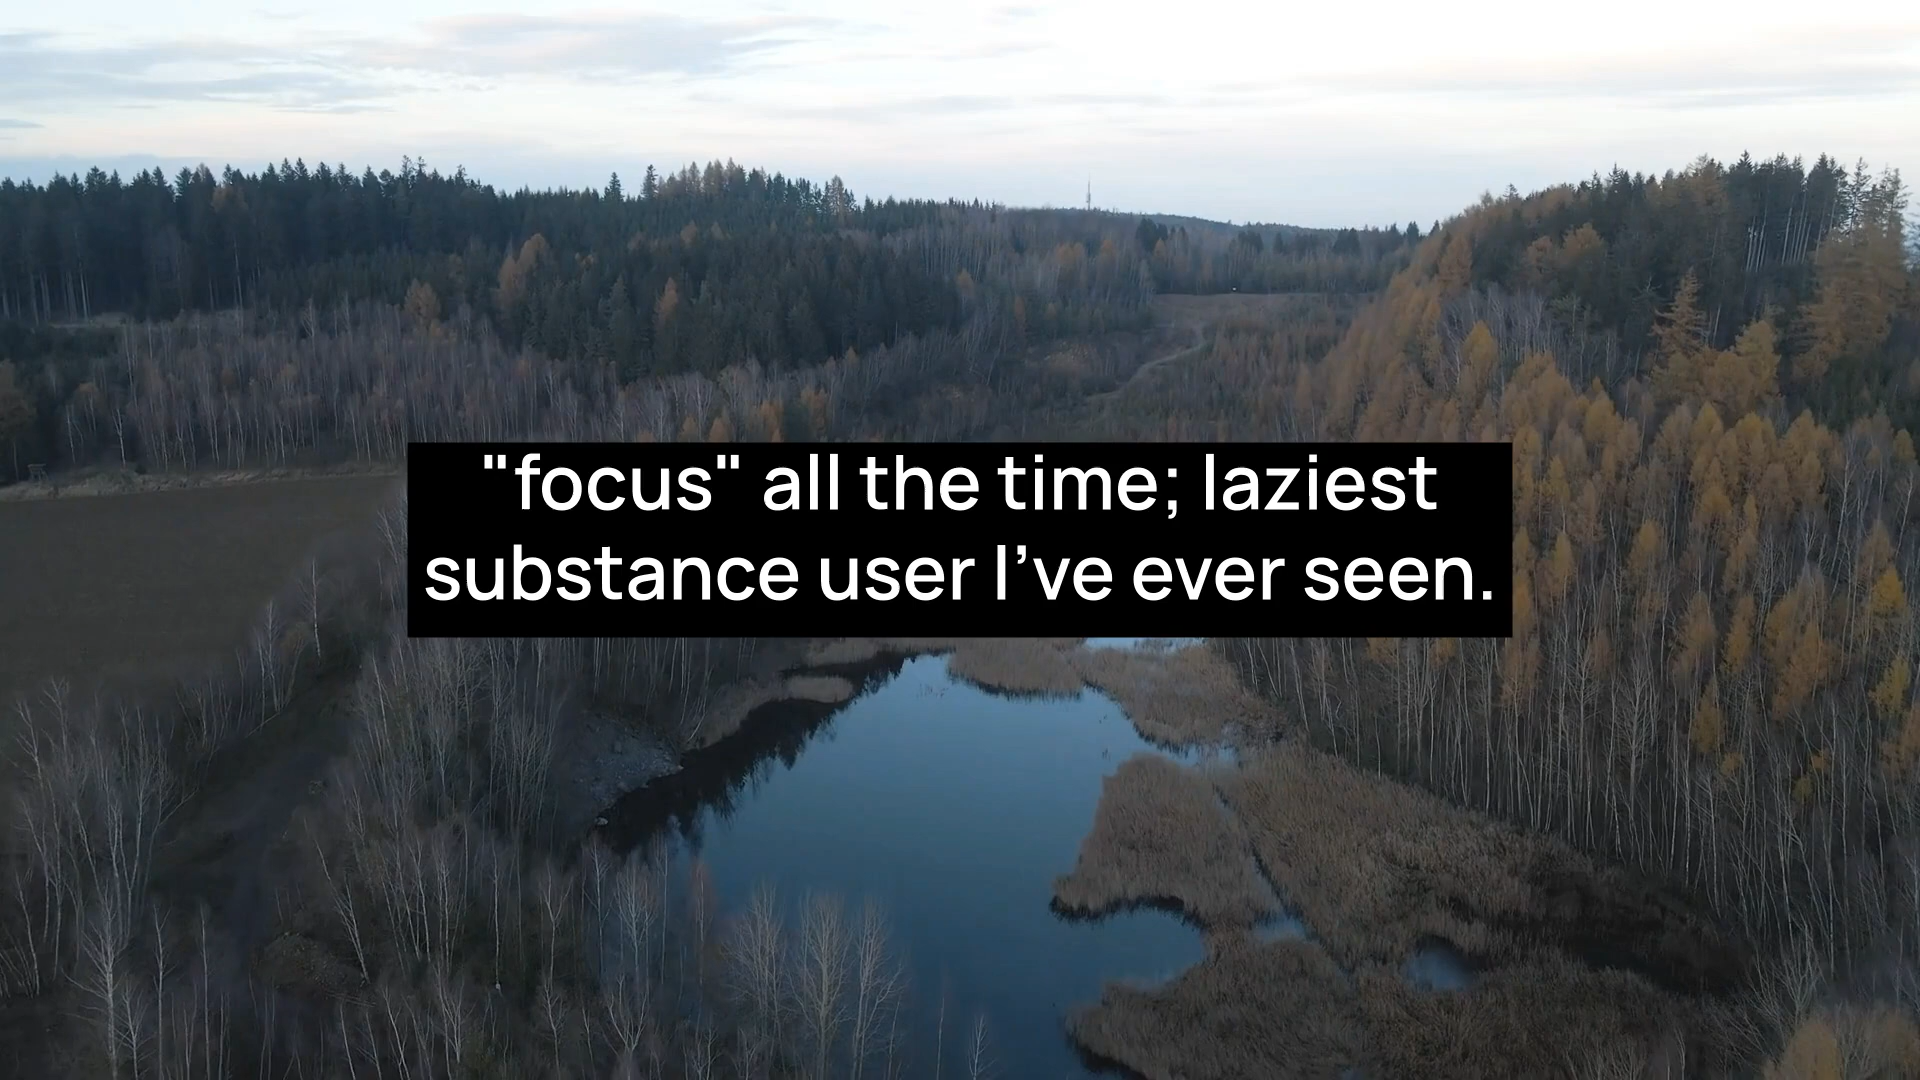 "focus" all the time; laziest
substance user I’ve ever seen.